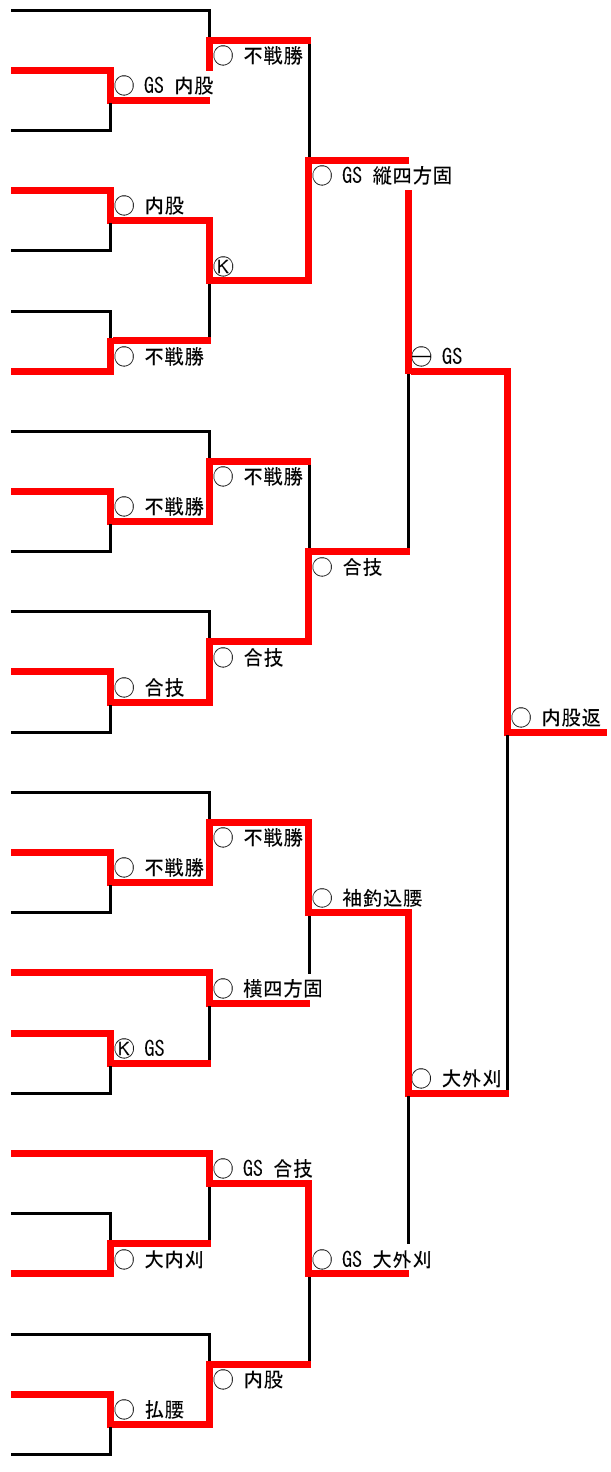 ○ 不戦勝
○ GS 内股
○ GS 縦四方固
○ 内股
Ⓚ
○ 不戦勝
⊖ GS
○ 不戦勝
○ 不戦勝
○ 合技
○ 合技
○ 合技
○ 内股返
○ 不戦勝
○ 不戦勝
○ 袖釣込腰
○ 横四方固
Ⓚ GS
○ 大外刈
○ GS 合技
○ 大内刈
○ GS 大外刈
○ 内股
○ 払腰